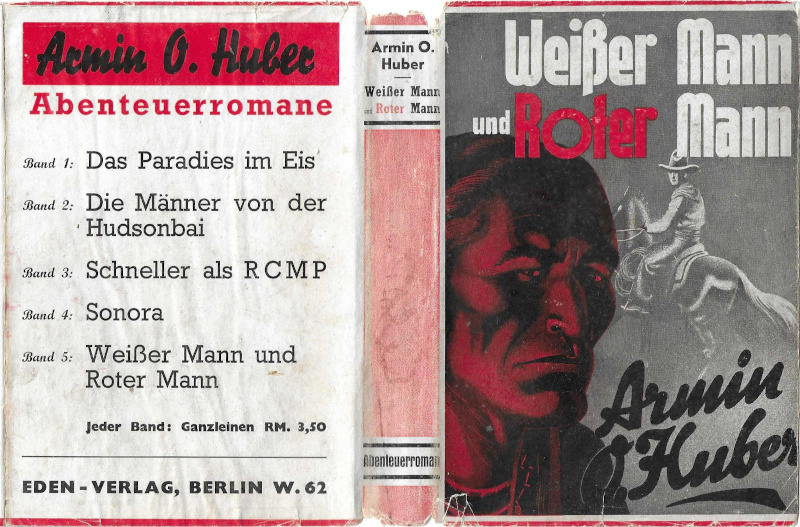 Armin O. Huber
Abenteuerromane
Band 1: Das Paradies im Eis
Band 2: Die Männer von der
Hudsonbai
Band 3: Schneller als RCMP
Band 4: Sonora
Band 5: Weißer Mann und
Roter Mann
Jeder Band: Ganzleinen RM. 3,50
EDEN-VERLAG, BERLIN W. 62
Armin O.
Huber
Weißer Mann
und Roter Mann
Abenteuerroman
Weißer Mann
und Roter Mann
Armin
O. Huber